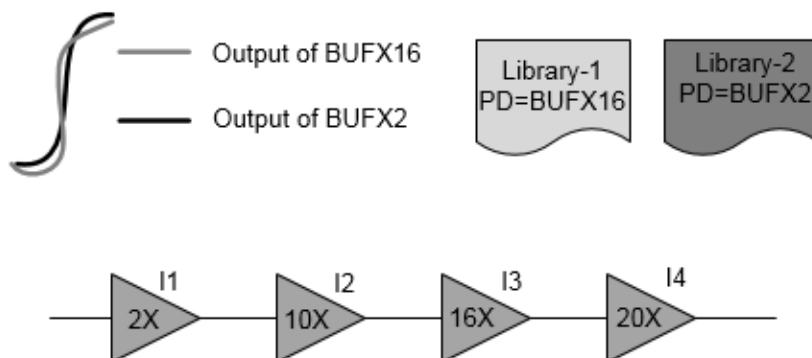 Output of BUFX16
Output of BUFX2
Library-1
PD=BUFX16
Library-2
PD=BUFX2
I1
I2
I3
I4
2X
10X
16X
20X